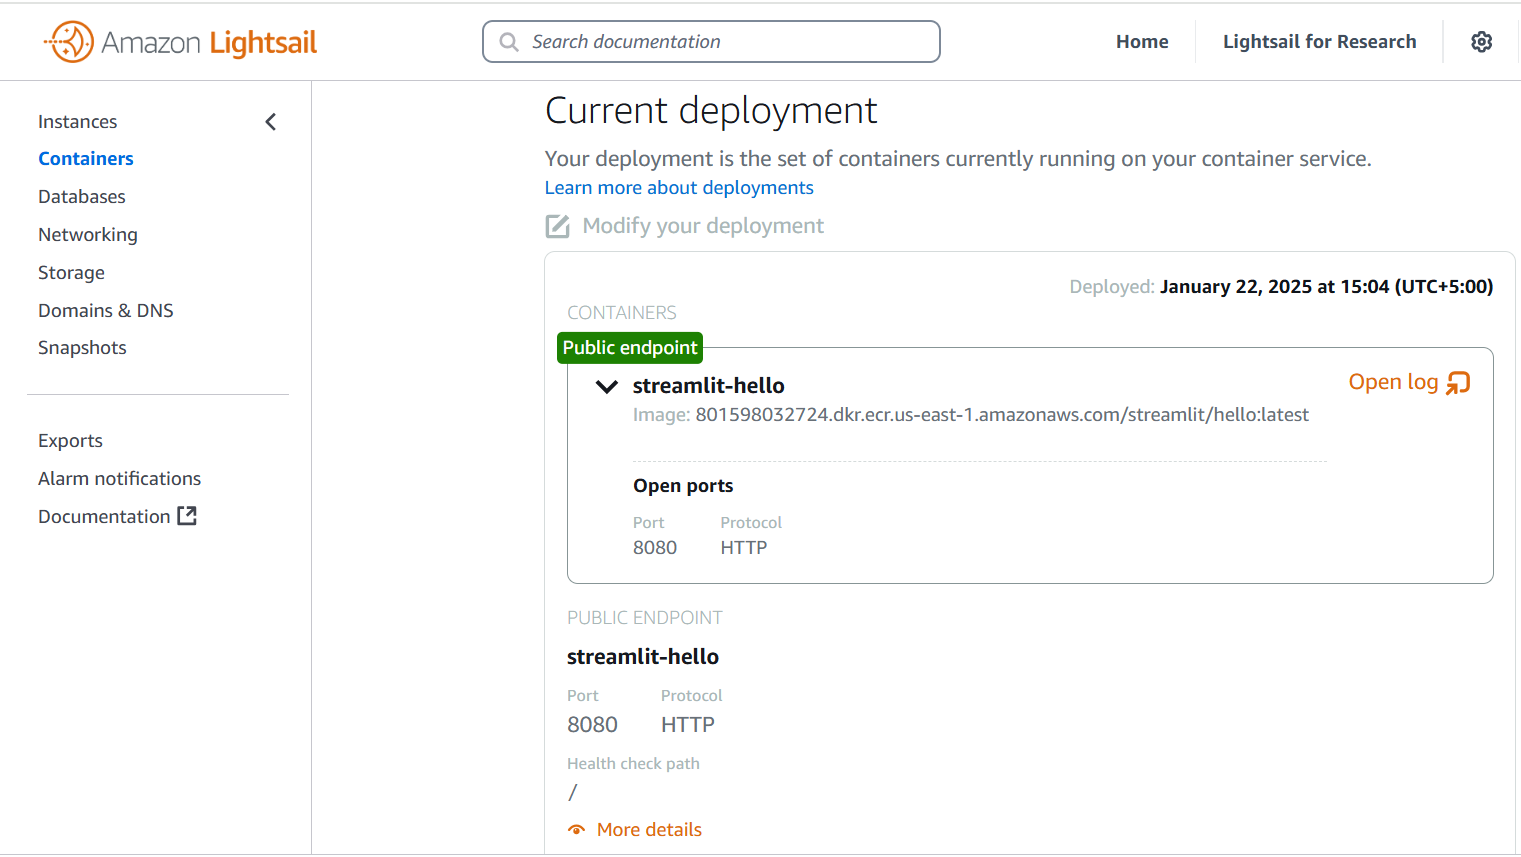 Amazon Lightsail
Search documentation
Home
Lightsail for Research
Instances
Containers
Databases
Networking
Storage
Domains & DNS
Snapshots
Exports
Alarm notifications
Documentation
Current deployment
Your deployment is the set of containers currently running on your container service.
Learn more about deployments
Modify your deployment
Deployed: January 22, 2025 at 15:04 (UTC+5:00)
CONTAINERS
Public endpoint
streamlit-hello
Open log
Image: 801598032724.dkr.ecr.us-east-1.amazonaws.com/streamlit/hello:latest
Open ports
Port Protocol
8080 HTTP
PUBLIC ENDPOINT
streamlit-hello
Port Protocol
8080 HTTP
Health check path
/
More details